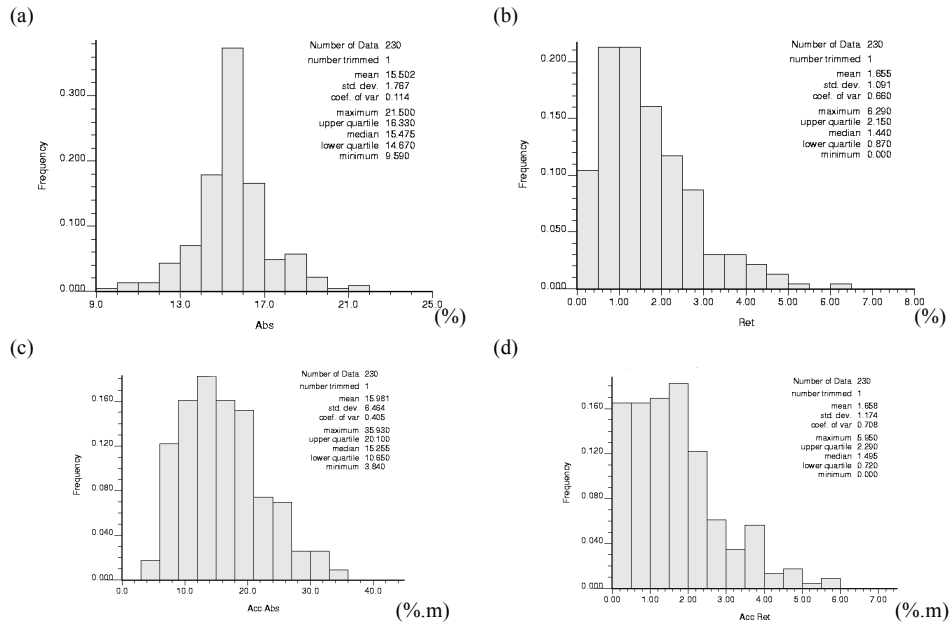 (a)
Number of Data 230
number trimmed 1
mean 15.502
std. dev. 1.767
coef. of var 0.114
maximum 21.500
upper quartile 16.330
median 15.475
lower quartile 14.670
minimum 9.590
Frequency
0.300
0.200
0.100
0.000
9.0 13.0 17.0 21.0 25.0
Abs
(%)
(b)
Number of Data 230
number trimmed 1
mean 1.655
std. dev. 1.091
coef. of var 0.660
maximum 6.290
upper quartile 2.150
median 1.440
lower quartile 0.870
minimum 0.000
Frequency
0.200
0.150
0.100
0.050
0.000
0.00 1.00 2.00 3.00 4.00 5.00 6.00 7.00 8.00
Ret
(%)
(c)
Number of Data 230
number trimmed 1
mean 15.981
std. dev. 6.464
coef. of var 0.405
maximum 35.930
upper quartile 20.100
median 15.255
lower quartile 10.650
minimum 3.840
Frequency
0.160
0.120
0.080
0.040
0.000
0.0 10.0 20.0 30.0 40.0
Acc Abs
(%.m)
(d)
Number of Data 230
number trimmed 1
mean 1.658
std. dev. 1.174
coef. of var 0.708
maximum 5.950
upper quartile 2.290
median 1.495
lower quartile 0.720
minimum 0.000
Frequency
0.160
0.120
0.080
0.040
0.000
0.00 1.00 2.00 3.00 4.00 5.00 6.00 7.00
Acc Ret
(%.m)